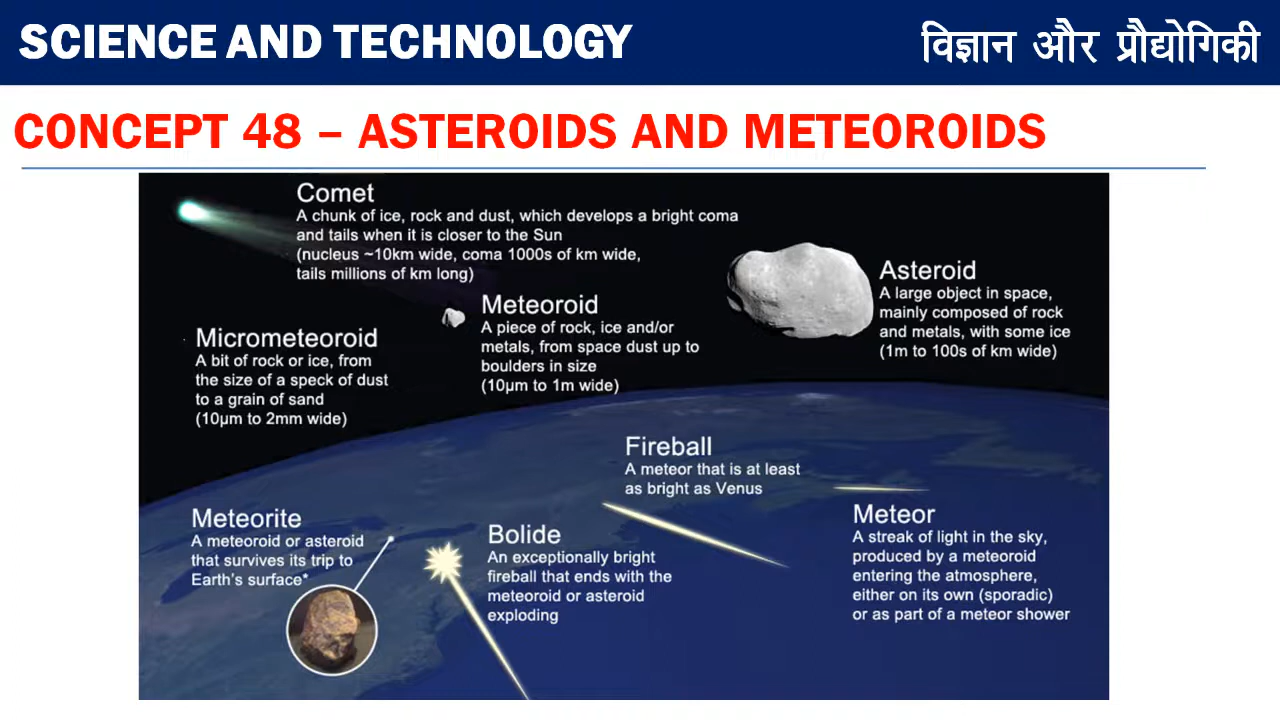 SCIENCE AND TECHNOLOGY
विज्ञान और प्रौद्योगिकी
CONCEPT 48 – ASTEROIDS AND METEOROIDS
Comet
A chunk of ice, rock and dust, which develops a bright coma
and tails when it is closer to the Sun
(nucleus ~10km wide, coma 1000s of km wide,
tails millions of km long)
Asteroid
A large object in space,
mainly composed of rock
and metals, with some ice
(1m to 100s of km wide)
Meteoroid
A piece of rock, ice and/or
metals, from space dust up to
boulders in size
(10µm to 1m wide)
Micrometeoroid
A bit of rock or ice, from
the size of a speck of dust
to a grain of sand
(10µm to 2mm wide)
Fireball
A meteor that is at least
as bright as Venus
Meteorite
A meteoroid or asteroid
that survives its trip to
Earth's surface*
Bolide
An exceptionally bright
fireball that ends with the
meteoroid or asteroid
exploding
Meteor
A streak of light in the sky,
produced by a meteoroid
entering the atmosphere,
either on its own (sporadic)
or as part of a meteor shower